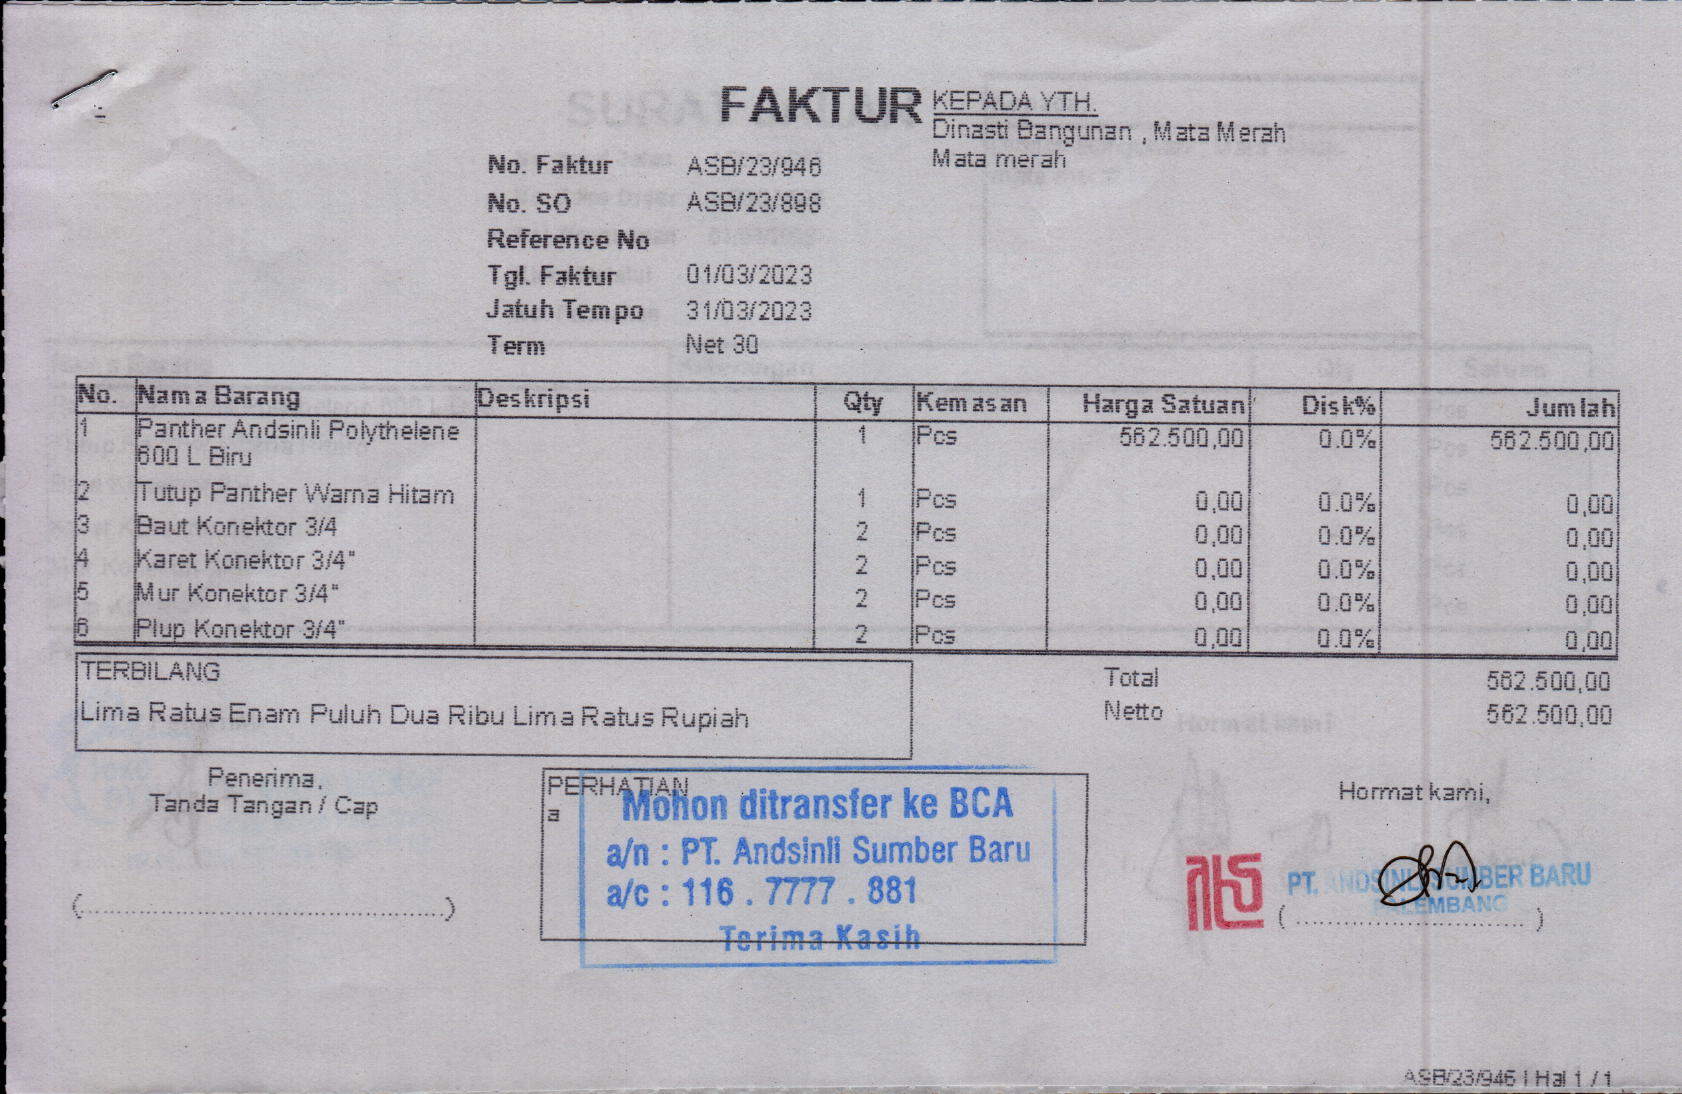 FAKTUR
KEPADA YTH.
Dinasti Bangunan , Mata Merah
Mata merah
No. Faktur ASB/23/946
No. SO ASB/23/898
Reference No
Tgl. Faktur 01/03/2023
Jatuh Tempo 31/03/2023
Term Net 30
No. Nama Barang Deskripsi Qty Kemasan Harga Satuan Disk% Jumlah
1 Panther Andsinli Polythelene 1 Pcs 562.500,00 0.0% 562.500,00
600 L Biru
2 Tutup Panther Warna Hitam 1 Pcs 0,00 0.0% 0,00
3 Baut Konektor 3/4 2 Pcs 0,00 0.0% 0,00
4 Karet Konektor 3/4" 2 Pcs 0,00 0.0% 0,00
5 Mur Konektor 3/4" 2 Pcs 0,00 0.0% 0,00
6 Plup Konektor 3/4" 2 Pcs 0,00 0.0% 0,00
TERBILANG
Lima Ratus Enam Puluh Dua Ribu Lima Ratus Rupiah
Total 562.500,00
Netto 562.500,00
Penerima,
Tanda Tangan / Cap
(..........................................)
PERHATIAN
a
Mohon ditransfer ke BCA
a/n : PT. Andsinli Sumber Baru
a/c : 116 . 7777 . 881
Terima Kasih
Hormat kami,
PT. ANDSINLI SUMBER BARU
PALEMBANG
(..............................)
ASB/23/946 | Hal 1 / 1